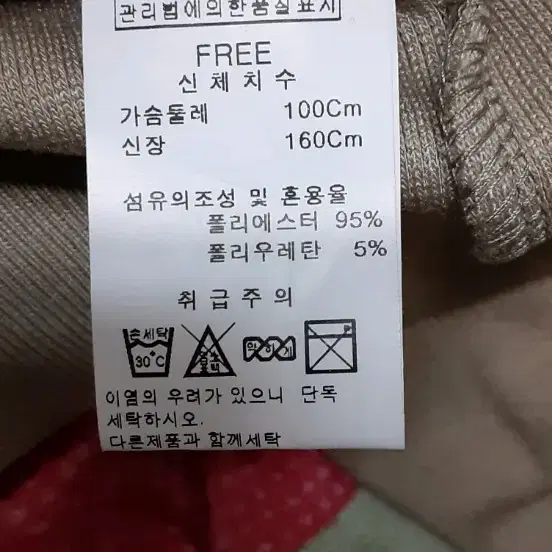 관리법에의한품질표시
FREE
신체치수
가슴둘레 100Cm
신장 160Cm
섬유의조성 및 혼용율
폴리에스터 95%
폴리우레탄 5%
취급주의
손세탁
30°C
약하게
이열의 우려가 있으니 단독
세탁하시오.
다른제품과 함께세탁